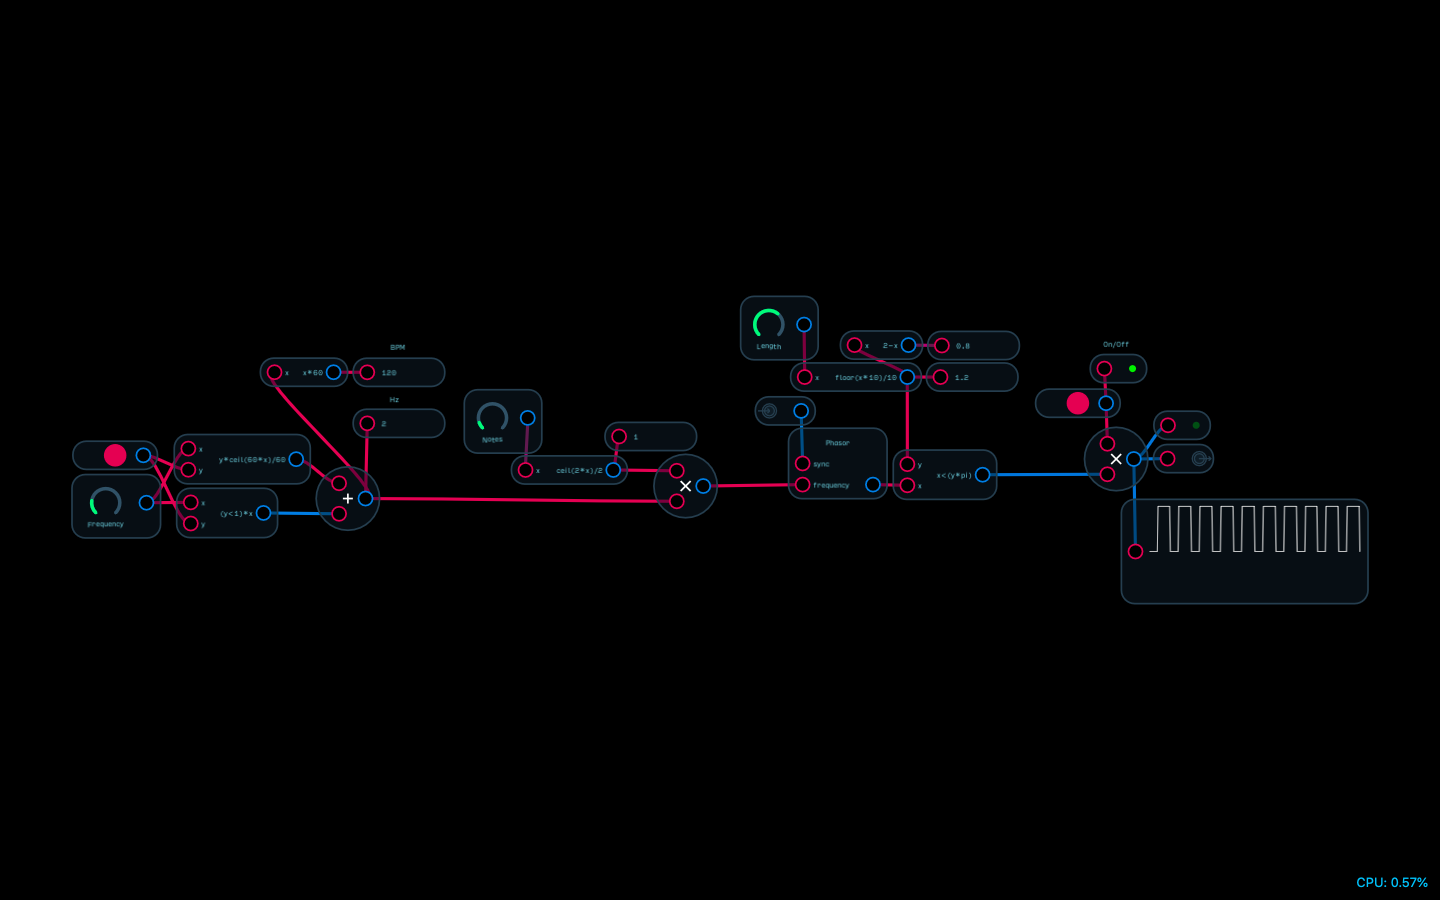 Length
x 2-x
0.8
On/Off
BPM
x x*60
120
x floor(x*10)/10
1.2
Hz
2
Notes
1
Phasor
x
y y*ceil(60*x)/60
x ceil(2*x)/2
sync
frequency
y
x x<(y*pi)
Frequency
x
y (y<1)*x
CPU: 0.57%